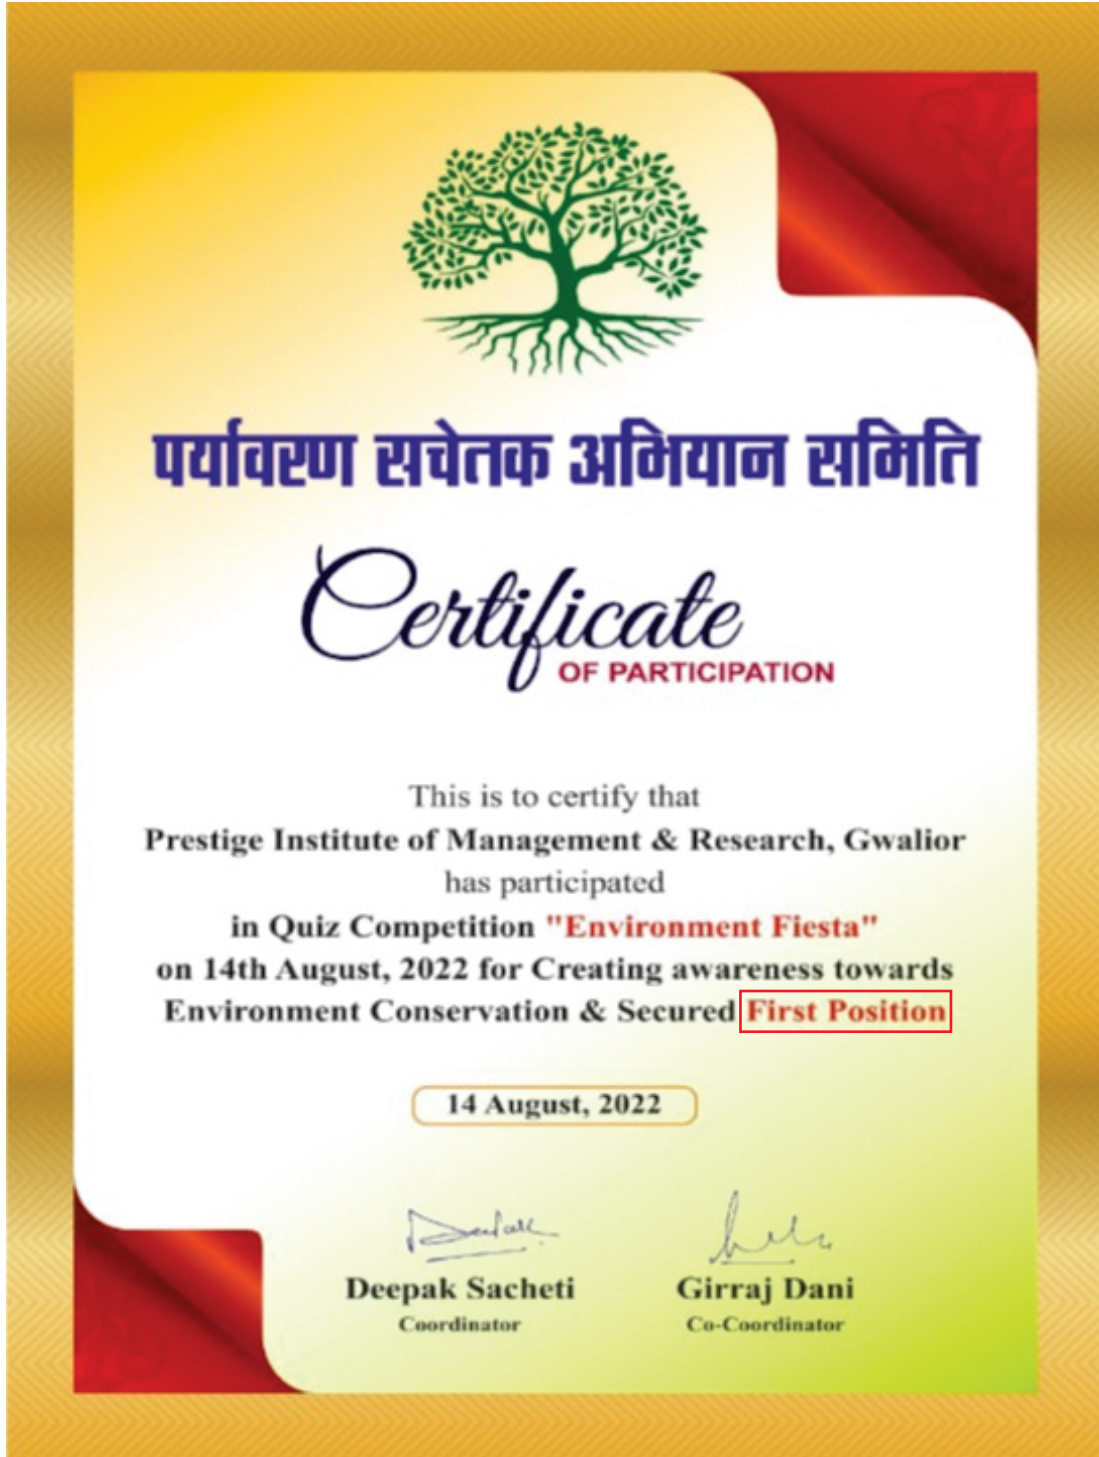 पर्यावरण सचेतक अभियान समिति
Certificate
OF PARTICIPATION
This is to certify that
Prestige Institute of Management & Research, Gwalior
has participated
in Quiz Competition "Environment Fiesta"
on 14th August, 2022 for Creating awareness towards
Environment Conservation & Secured First Position
14 August, 2022
Deepak
Deepak Sacheti Girraj Dani
Coordinator Co-Coordinator